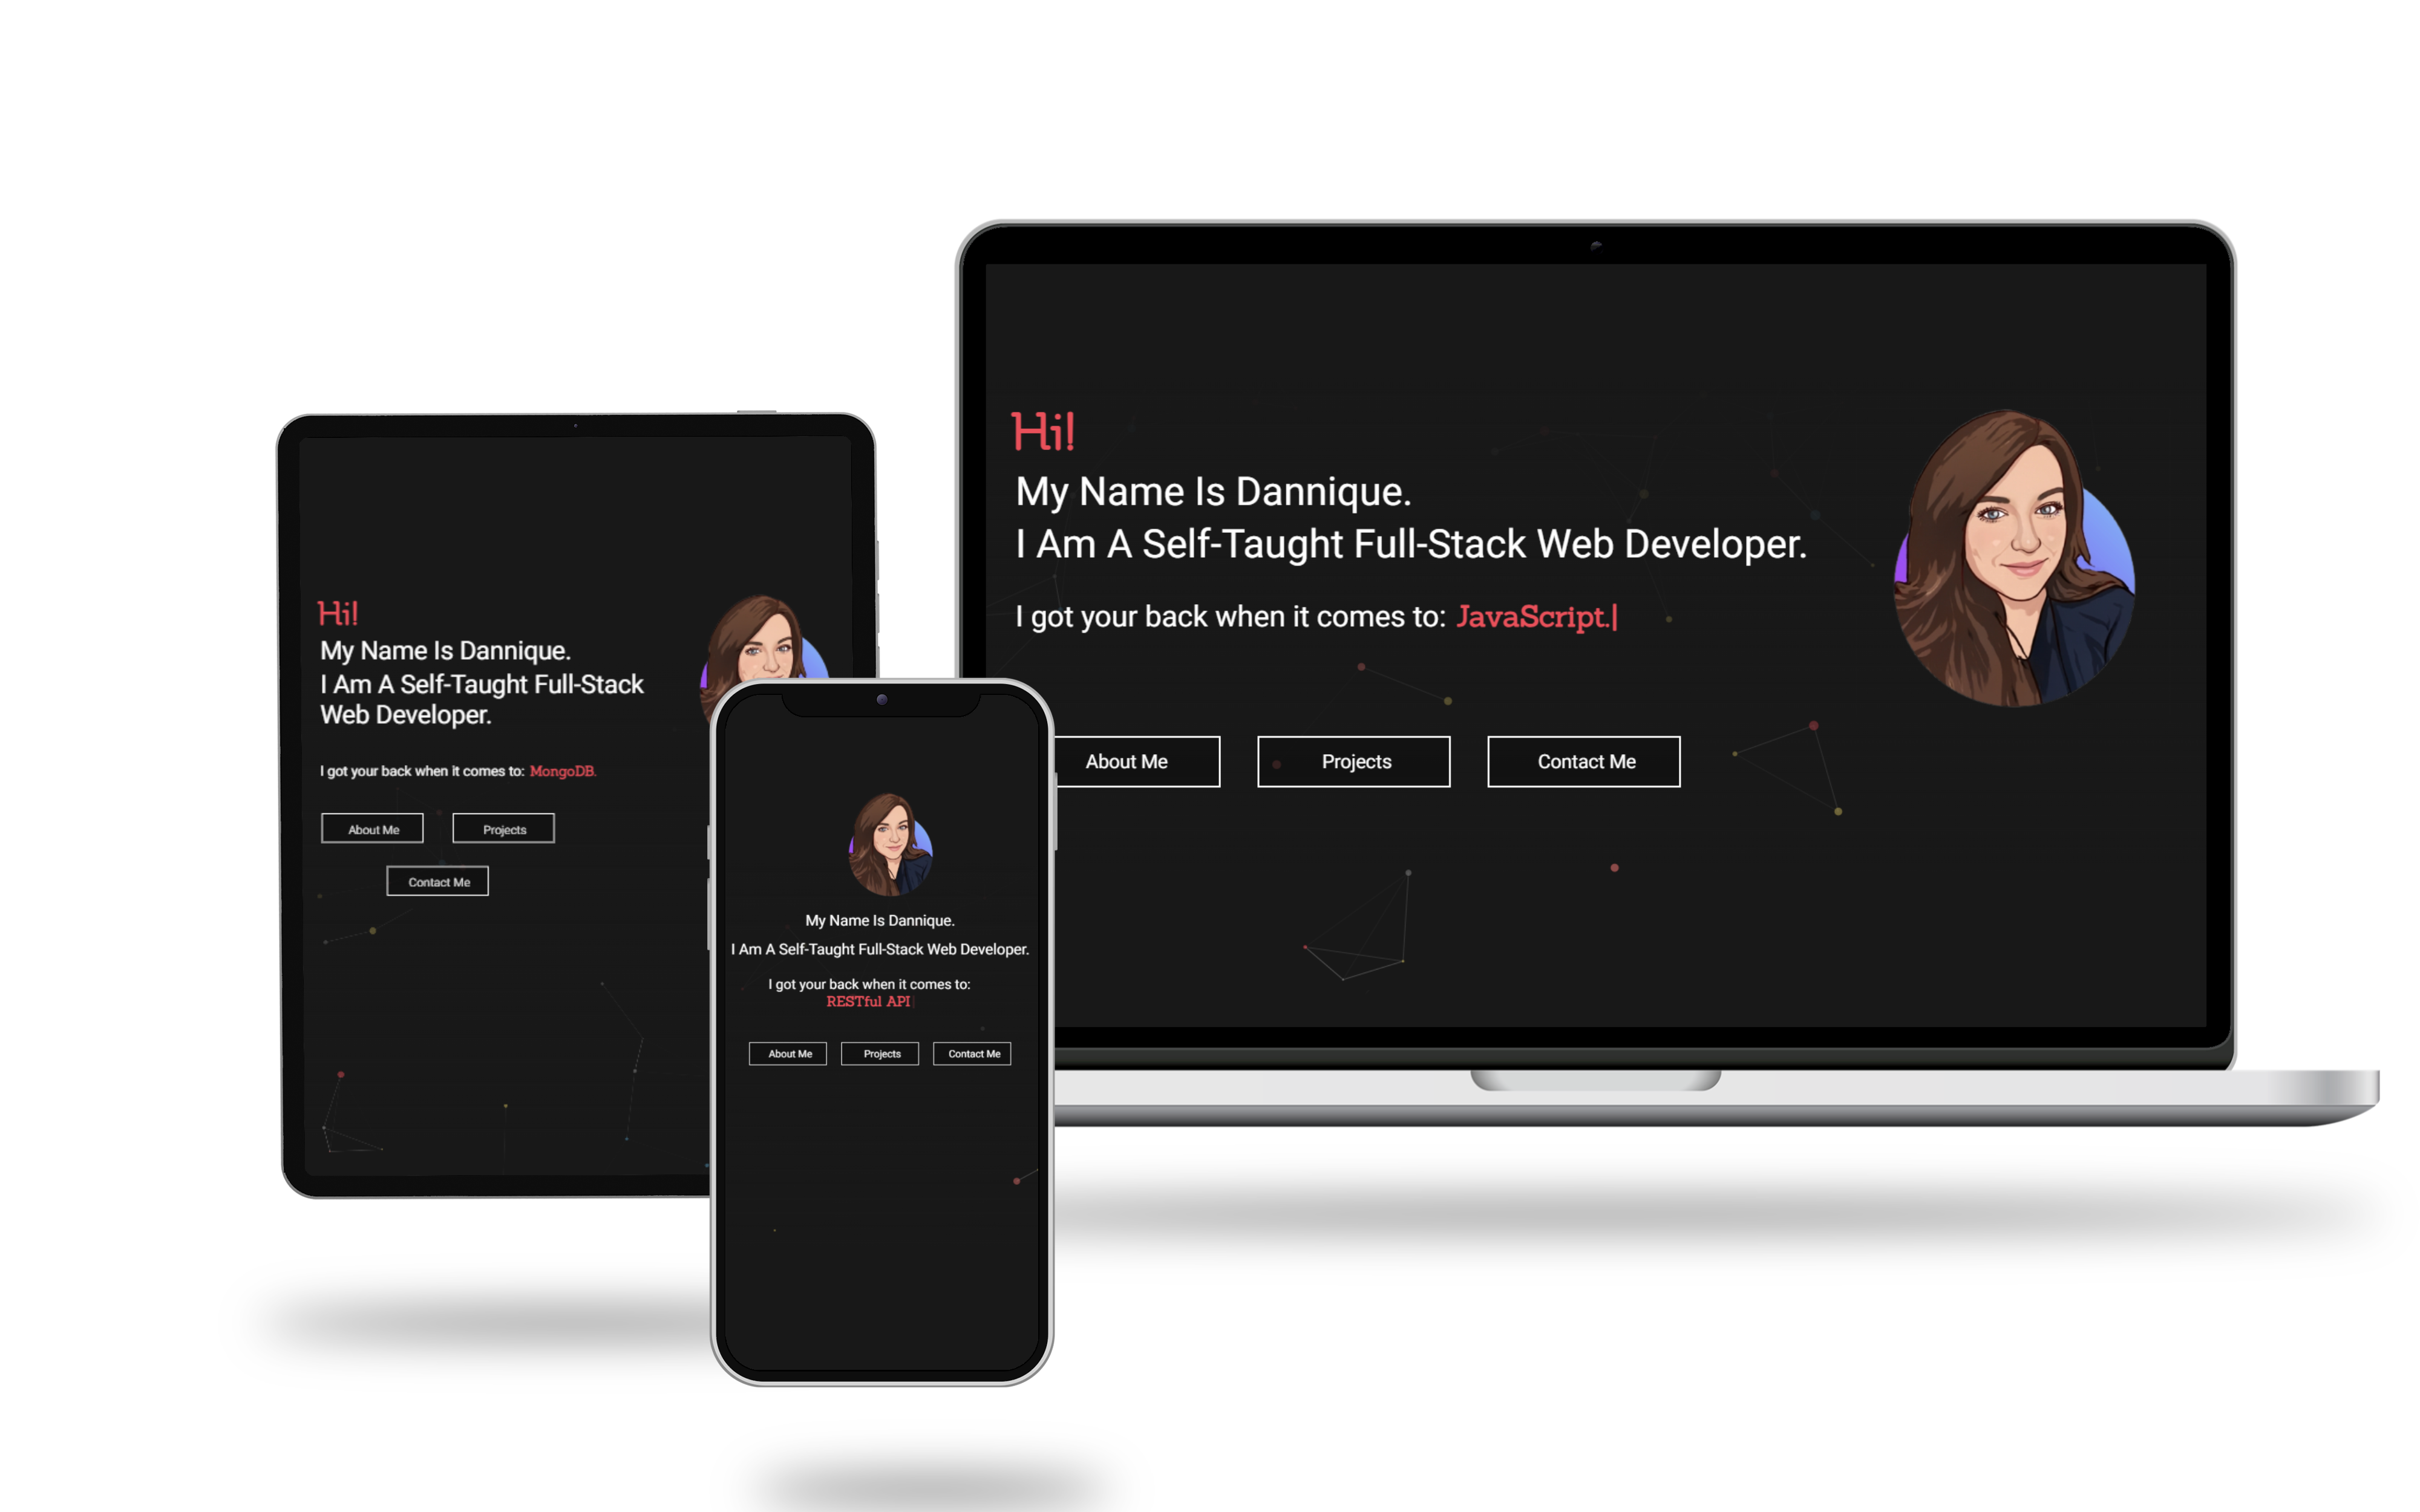 Hi!
My Name Is Dannique.
I Am A Self-Taught Full-Stack
Web Developer.
I got your back when it comes to: MongoDB.
About Me
Projects
Contact Me
My Name Is Dannique.
I Am A Self-Taught Full-Stack Web Developer.
I got your back when it comes to:
RESTful API
About Me
Projects
Contact Me
Hi!
My Name Is Dannique.
I Am A Self-Taught Full-Stack Web Developer.
I got your back when it comes to: JavaScript.|
About Me
Projects
Contact Me